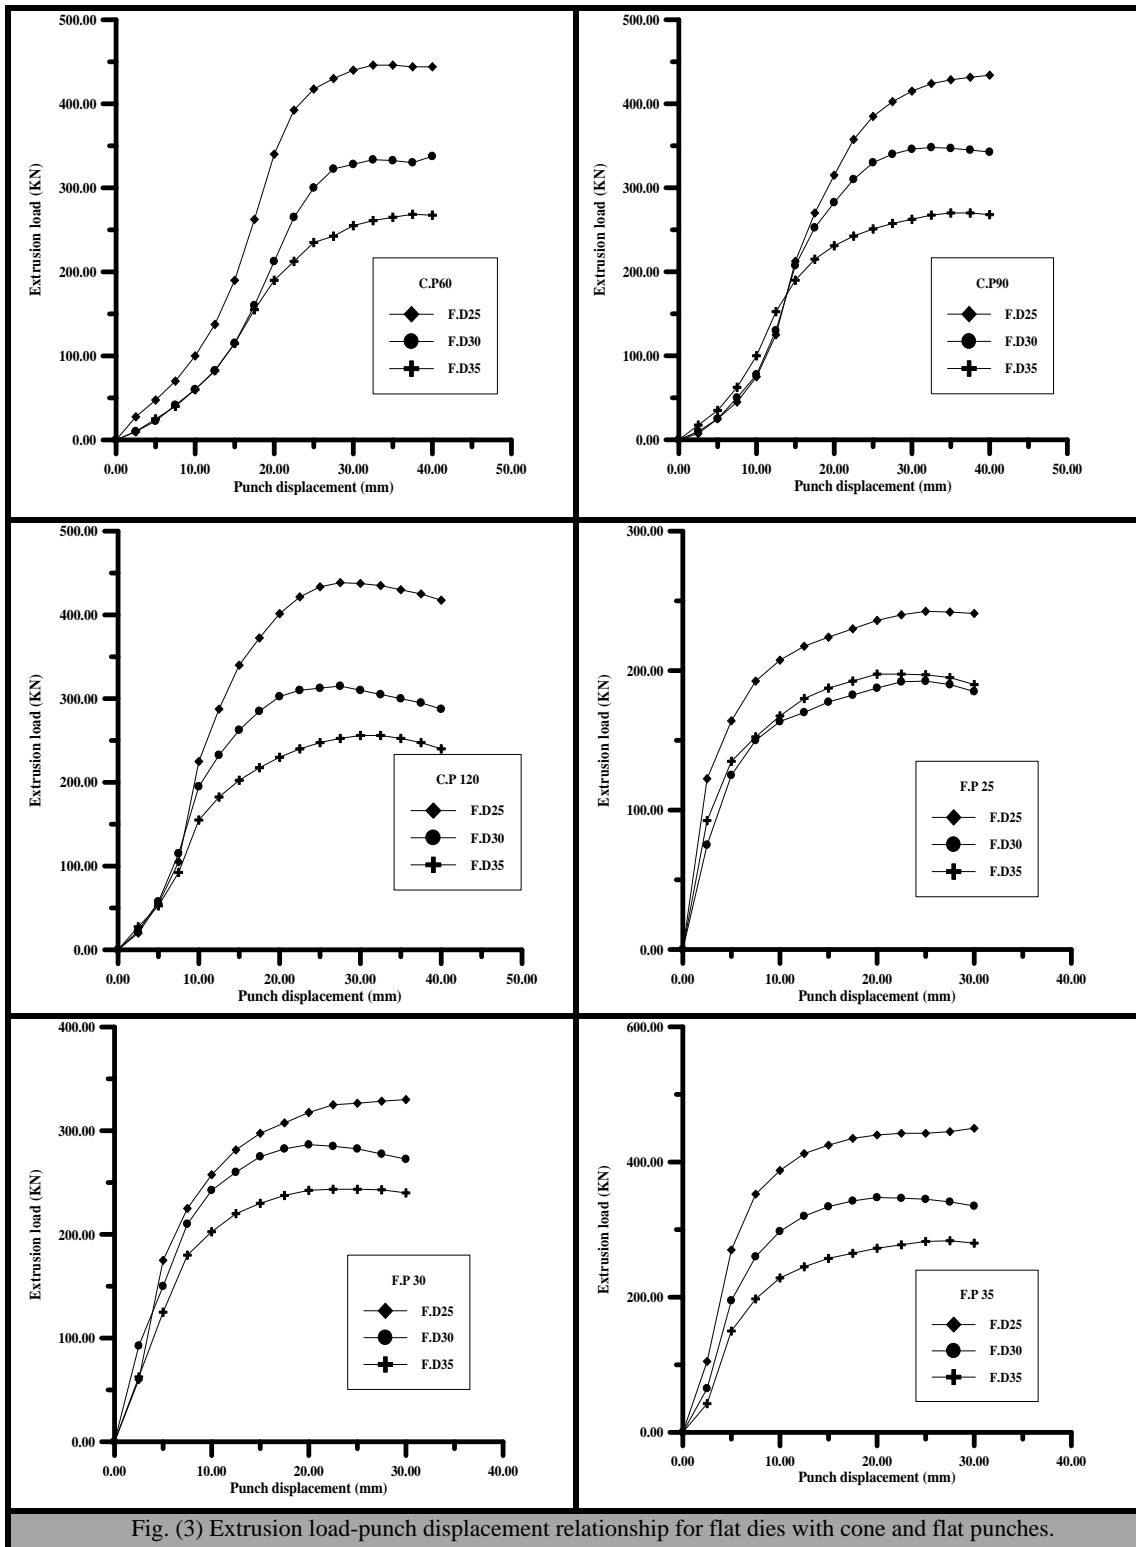 500.00
400.00
300.00
200.00
100.00
0.00
Extrusion load (KN)
C.P60
F.D25
F.D30
F.D35
0.00 10.00 20.00 30.00 40.00 50.00
Punch displacement (mm)
500.00
400.00
300.00
200.00
100.00
0.00
Extrusion load (KN)
C.P90
F.D25
F.D30
F.D35
0.00 10.00 20.00 30.00 40.00 50.00
Punch displacement (mm)
500.00
400.00
300.00
200.00
100.00
0.00
Extrusion load (KN)
C.P 120
F.D25
F.D30
F.D35
0.00 10.00 20.00 30.00 40.00 50.00
Punch displacement (mm)
300.00
200.00
100.00
0.00
Extrusion load (KN)
F.P 25
F.D25
F.D30
F.D35
0.00 10.00 20.00 30.00 40.00
Punch displacement (mm)
400.00
300.00
200.00
100.00
0.00
Extrusion load (KN)
F.P 30
F.D25
F.D30
F.D35
0.00 10.00 20.00 30.00 40.00
Punch displacement (mm)
600.00
400.00
200.00
0.00
Extrusion load (KN)
F.P 35
F.D25
F.D30
F.D35
0.00 10.00 20.00 30.00 40.00
Punch displacement (mm)
Fig. (3) Extrusion load-punch displacement relationship for flat dies with cone and flat punches.